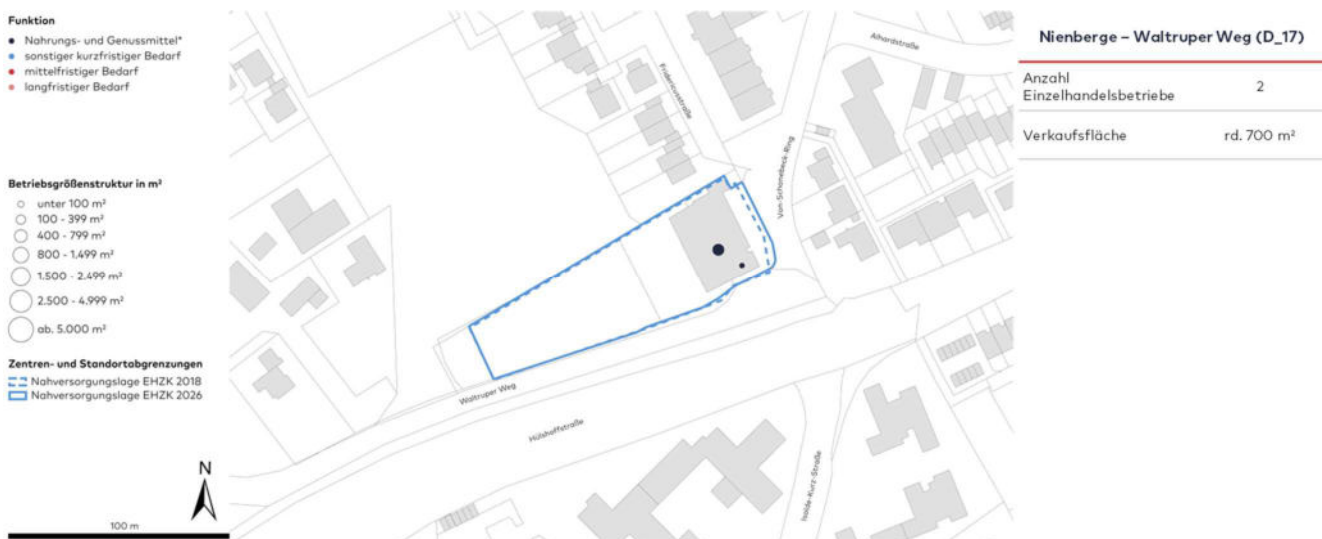 Funktion
Nahrungs- und Genussmittel*
sonstiger kurzfristiger Bedarf
mittelfristiger Bedarf
langfristiger Bedarf
Betriebsgrößenstruktur in m²
unter 100 m²
100 - 399 m²
400 - 799 m²
800 - 1.499 m²
1.500 - 2.499 m²
2.500 - 4.999 m²
ab. 5.000 m²
Zentren- und Standortabgrenzungen
Nahversorgungslage EHZK 2018
Nahversorgungslage EHZK 2026
N
100 m
Alhardstraße
Fridericusstraße
Von-Schonebeck-Ring
Waltruper Weg
Hülshoffstraße
Isolde-Kurz-Straße
Nienberge – Waltruper Weg (D_17)
Anzahl
Einzelhandelsbetriebe 2
Verkaufsfläche rd. 700 m²